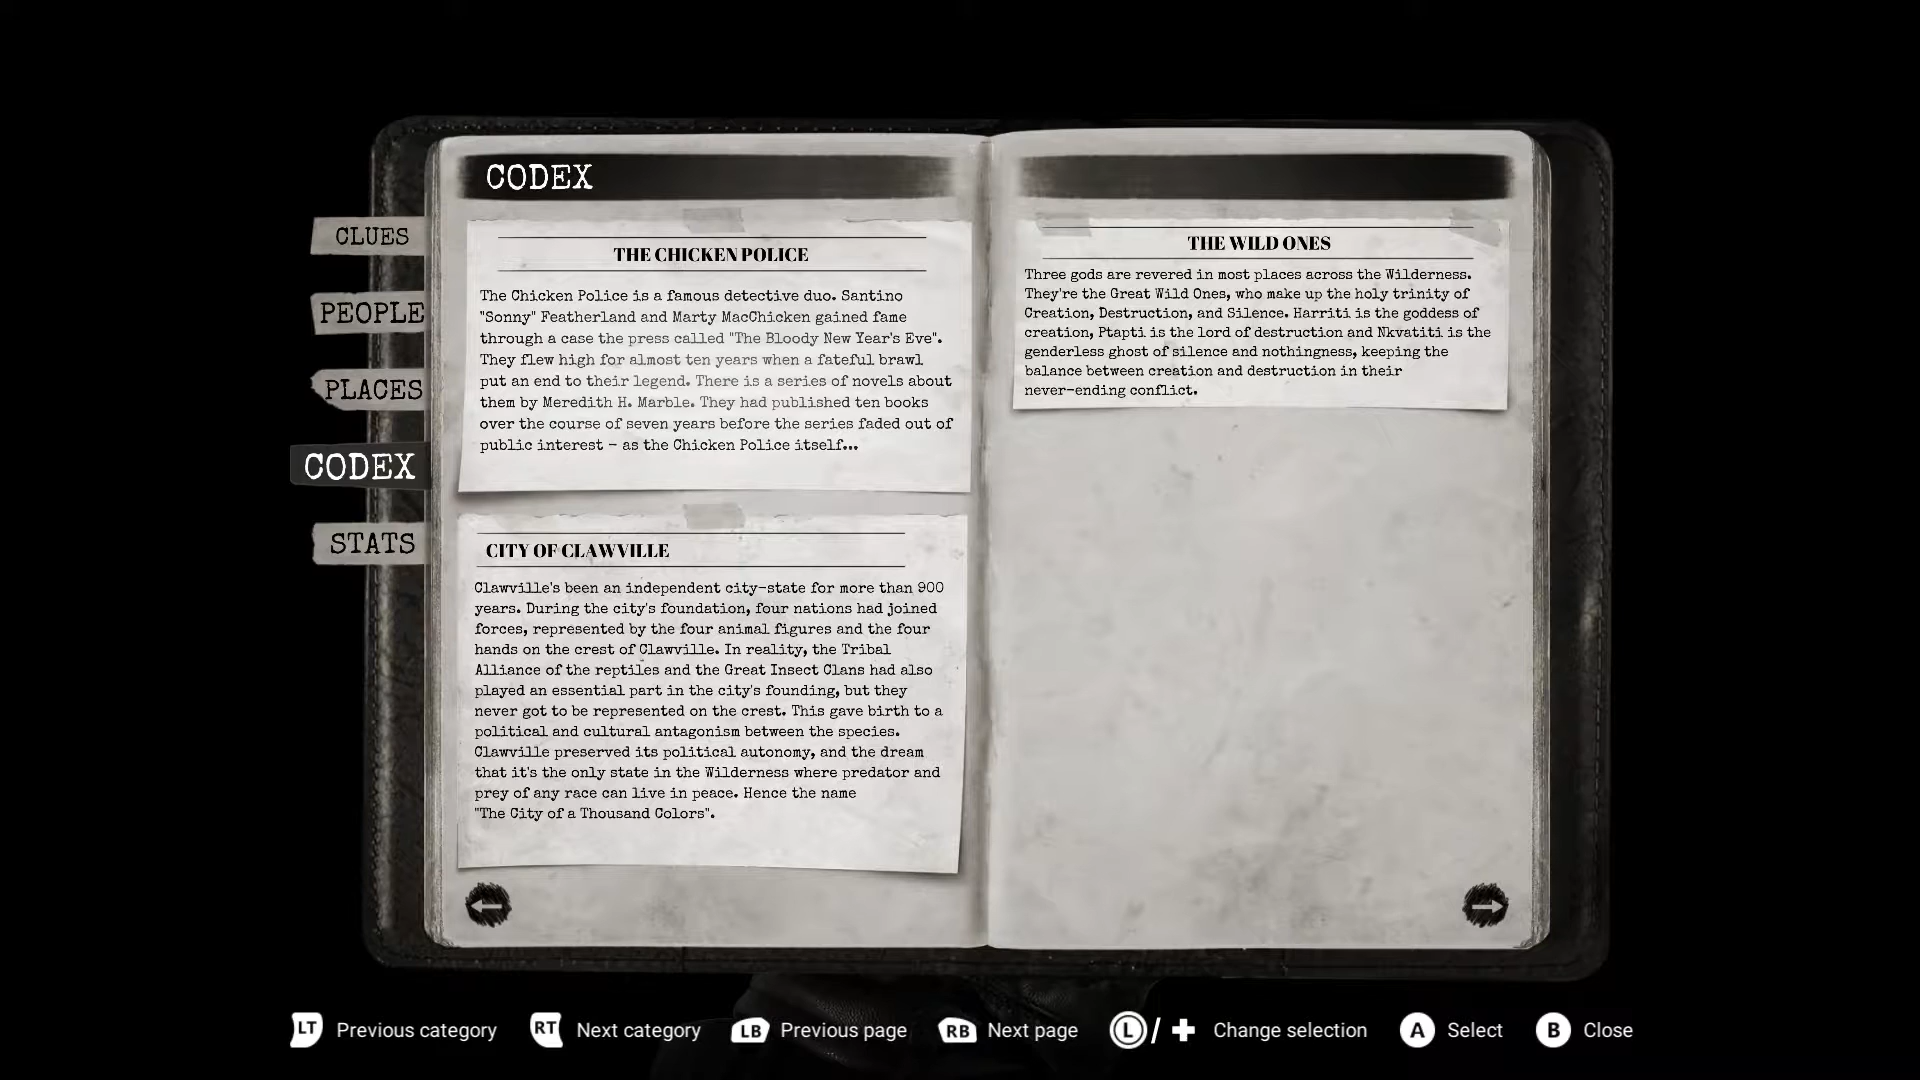 CODEX
CLUES
PEOPLE
PLACES
CODEX
STATS
THE CHICKEN POLICE
The Chicken Police is a famous detective duo. Santino
"Sonny" Featherland and Marty MacChicken gained fame
through a case the press called "The Bloody New Year's Eve".
They flew high for almost ten years when a fateful brawl
put an end to their legend. There is a series of novels about
them by Meredith H. Marble. They had published ten books
over the course of seven years before the series faded out of
public interest - as the Chicken Police itself...
CITY OF CLAWVILLE
Clawville's been an independent city-state for more than 900
years. During the city's foundation, four nations had joined
forces, represented by the four animal figures and the four
hands on the crest of Clawville. In reality, the Tribal
Alliance of the reptiles and the Great Insect Clans had also
played an essential part in the city's founding, but they
never got to be represented on the crest. This gave birth to a
political and cultural antagonism between the species.
Clawville preserved its political autonomy, and the dream
that it's the only state in the Wilderness where predator and
prey of any race can live in peace. Hence the name
"The City of a Thousand Colors".
THE WILD ONES
Three gods are revered in most places across the Wilderness.
They're the Great Wild Ones, who make up the holy trinity of
Creation, Destruction, and Silence. Harriti is the goddess of
creation, Ptapti is the lord of destruction and Nkvatiti is the
genderless ghost of silence and nothingness, keeping the
balance between creation and destruction in their
never-ending conflict.
LT Previous category RT Next category LB Previous page RB Next page L / Change selection A Select B Close